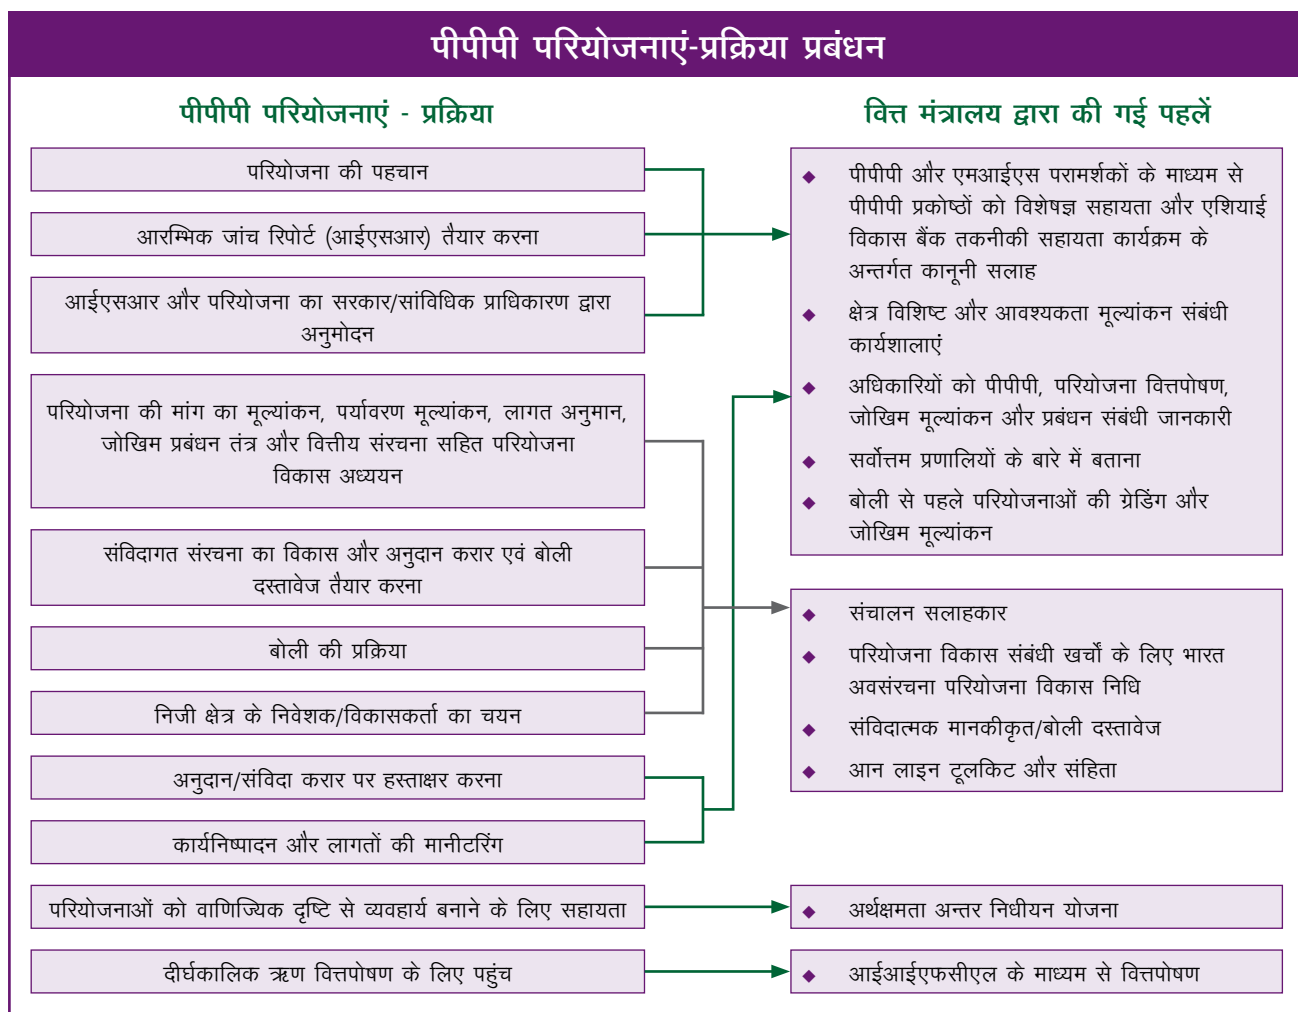 पीपीपी परियोजनाएं-प्रक्रिया प्रबंधन
पीपीपी परियोजनाएं - प्रक्रिया
परियोजना की पहचान
आरम्भिक जांच रिपोर्ट (आईएसआर) तैयार करना
आईएसआर और परियोजना का सरकार/सांविधिक प्राधिकारण द्वारा
अनुमोदन
परियोजना की मांग का मूल्यांकन, पर्यावरण मूल्यांकन, लागत अनुमान,
जोखिम प्रबंधन तंत्र और वित्तीय संरचना सहित परियोजना
विकास अध्ययन
संविदागत संरचना का विकास और अनुदान करार एवं बोली
दस्तावेज तैयार करना
बोली की प्रक्रिया
निजी क्षेत्र के निवेशक/विकासकर्ता का चयन
अनुदान/संविदा करार पर हस्ताक्षर करना
कार्यनिष्पादन और लागतों की मानीटरिंग
परियोजनाओं को वाणिज्यिक दृष्टि से व्यवहार्य बनाने के लिए सहायता
दीर्घकालिक ऋण वित्तपोषण के लिए पहुंच
वित्त मंत्रालय द्वारा की गई पहलें
पीपीपी और एमआईएस परामर्शकों के माध्यम से
पीपीपी प्रकोष्ठों को विशेषज्ञ सहायता और एशियाई
विकास बैंक तकनीकी सहायता कार्यक्रम के
अन्तर्गत कानूनी सलाह
क्षेत्र विशिष्ट और आवश्यकता मूल्यांकन संबंधी
कार्यशालाएं
अधिकारियों को पीपीपी, परियोजना वित्तपोषण,
जोखिम मूल्यांकन और प्रबंधन संबंधी जानकारी
सर्वोत्तम प्रणालियों के बारे में बताना
बोली से पहले परियोजनाओं की ग्रेडिंग और
जोखिम मूल्यांकन
संचालन सलाहकार
परियोजना विकास संबंधी खर्चों के लिए भारत
अवसंरचना परियोजना विकास निधि
संविदात्मक मानकीकृत/बोली दस्तावेज
आन लाइन टूलकिट और संहिता
अर्थक्षमता अन्तर निधीयन योजना
आईआईएफसीएल के माध्यम से वित्तपोषण